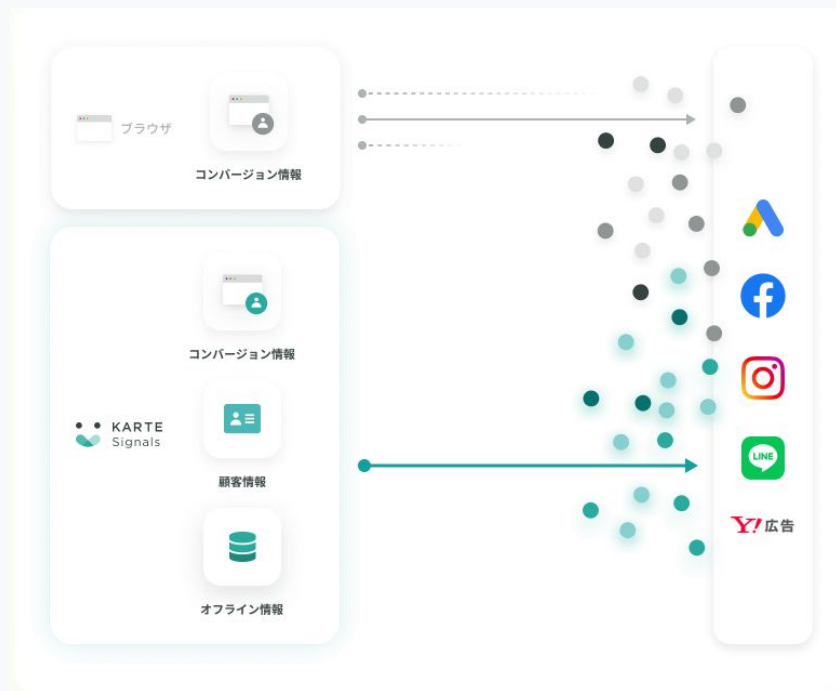 ブラウザ
コンバージョン情報
コンバージョン情報
KARTE
Signals
顧客情報
オフライン情報
LINE
Y! 広告